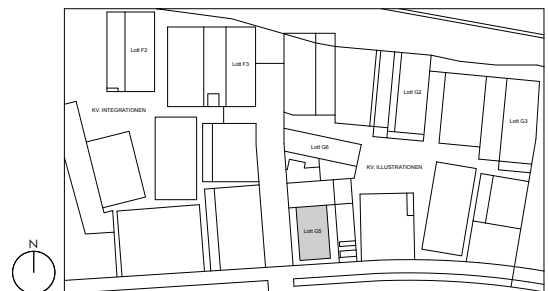 Lott F2
Lott F3
Lott G2
KV. INTEGRATIONEN
Lott G3
Lott G6
KV. ILLUSTRATIONEN
Lott G5
N